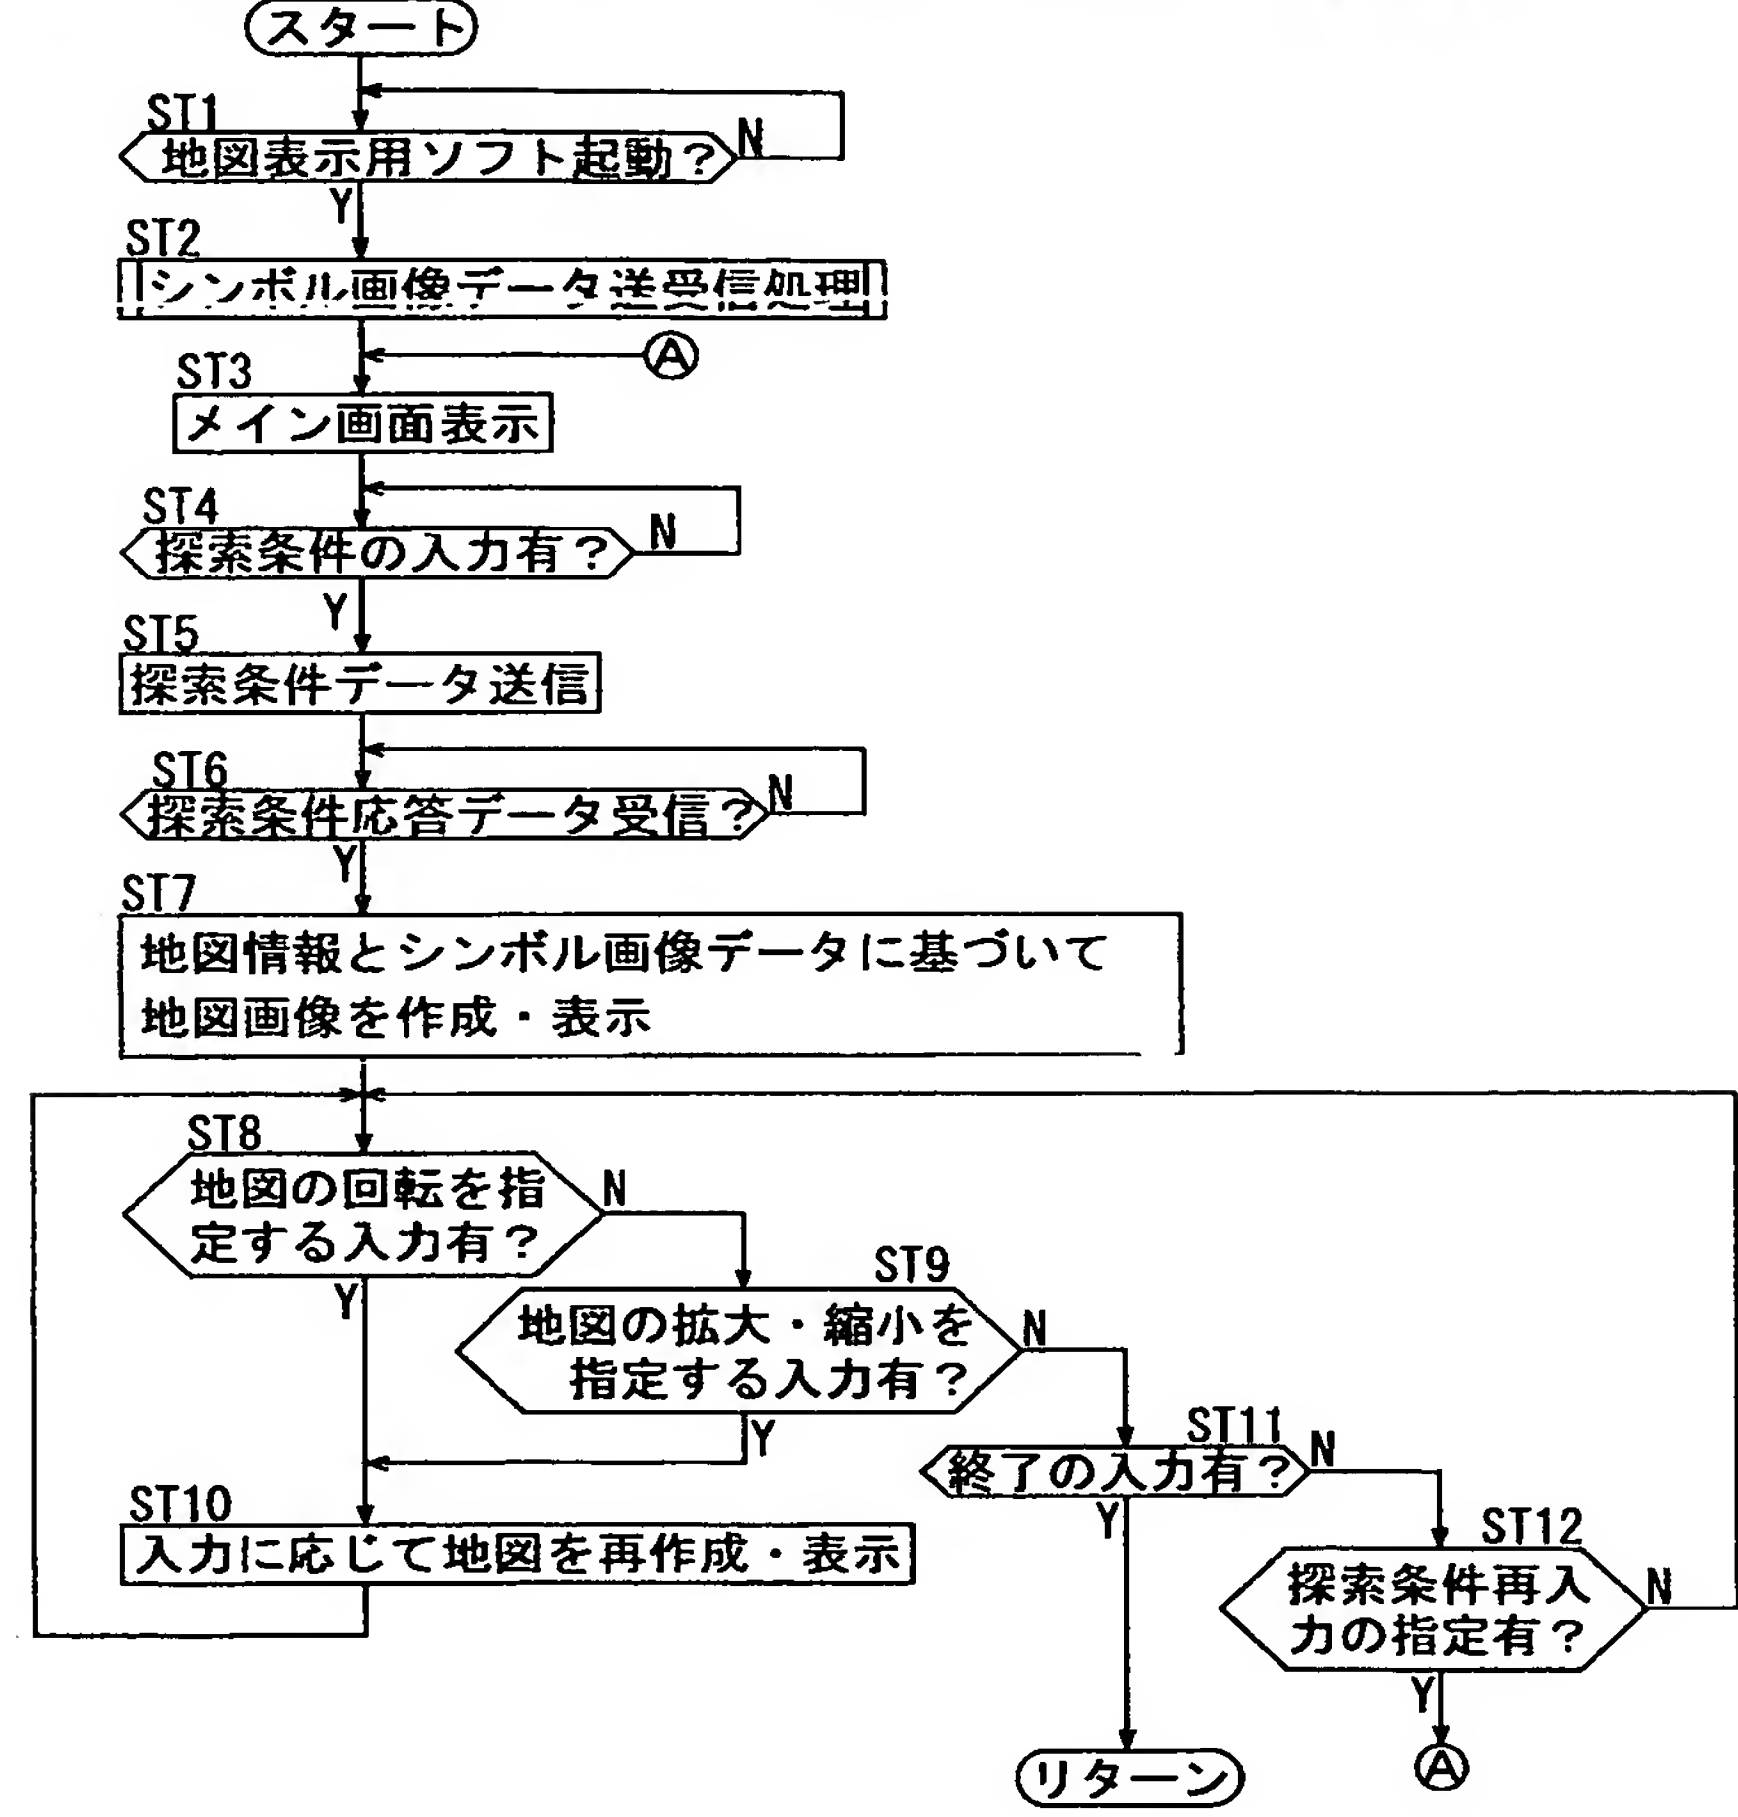 スタート
ST1
地図表示用ソフト起動?
N
Y
ST2
シンボル画像データ送受信処理
A
ST3
メイン画面表示
ST4
探索条件の入力有?
N
Y
ST5
探索条件データ送信
ST6
探索条件応答データ受信?
N
Y
ST7
地図情報とシンボル画像データに基づいて
地図画像を作成・表示
ST8
地図の回転を指
定する入力有?
N
Y
ST9
地図の拡大・縮小を
指定する入力有?
N
Y
ST10
入力に応じて地図を再作成・表示
ST11
終了の入力有?
N
Y
ST12
探索条件再入
力の指定有?
N
Y
リターン
A